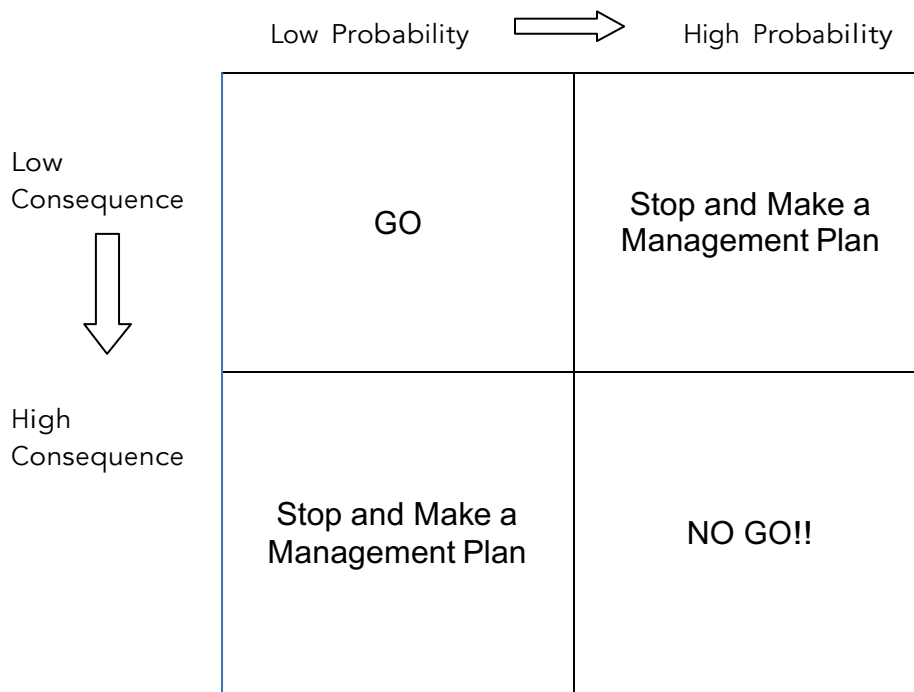 Low Probability
High Probability
Low
Consequence
GO
Stop and Make a
Management Plan
High
Consequence
Stop and Make a
Management Plan
NO GO!!